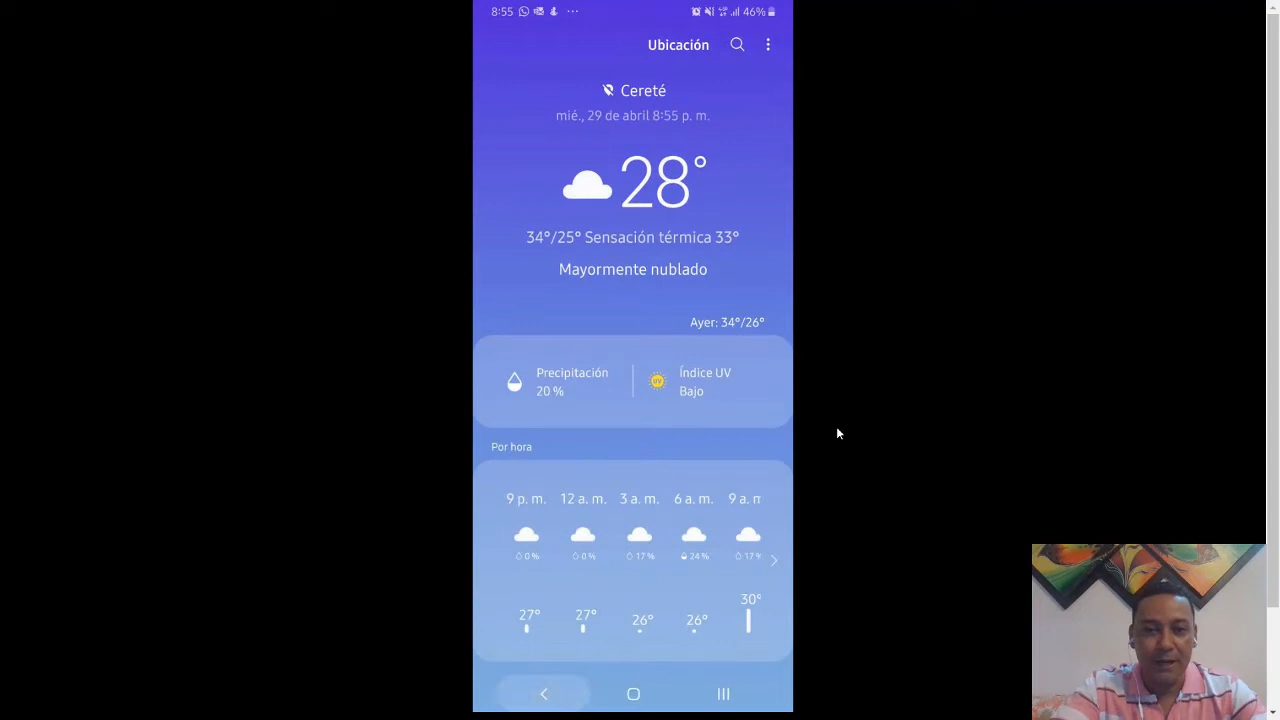 8:55 46%
Ubicación
Cereté
mié., 29 de abril 8:55 p. m.
28°
34°/25° Sensación térmica 33°
Mayormente nublado
Ayer: 34°/26°
Precipitación Índice UV
20 % Bajo
Por hora
9 p. m. 12 a. m. 3 a. m. 6 a. m. 9 a.
0 % 0 % 17 % 24 % 17
27° 27° 26° 26° 30°